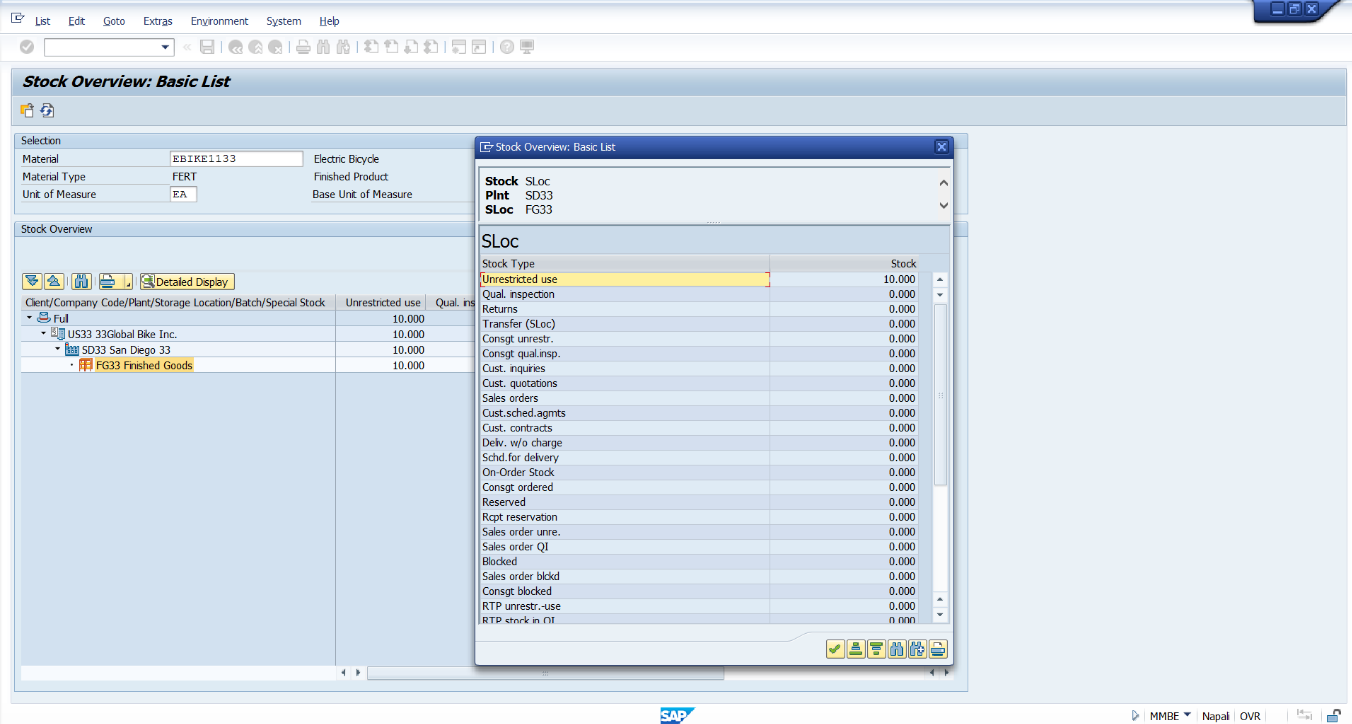 List Edit Goto Extras Environment System Help
Stock Overview: Basic List
Selection
Material EBIKE1133 Electric Bicycle
Material Type FERT Finished Product
Unit of Measure EA Base Unit of Measure
Stock Overview
Detailed Display
Client/Company Code/Plant/Storage Location/Batch/Special Stock Unrestricted use Qual. ins
Full 10.000
US33 33Global Bike Inc. 10.000
SD33 San Diego 33 10.000
FG33 Finished Goods 10.000
Stock Overview: Basic List
Stock SLoc
Plnt SD33
SLoc FG33
SLoc
Stock Type Stock
Unrestricted use 10.000
Qual. inspection 0.000
Returns 0.000
Transfer (SLoc) 0.000
Consgt unrestr. 0.000
Consgt qual.insp. 0.000
Cust. inquiries 0.000
Cust. quotations 0.000
Sales orders 0.000
Cust.sched.agmts 0.000
Cust. contracts 0.000
Deliv. w/o charge 0.000
Schd.for delivery 0.000
On-Order Stock 0.000
Consgt ordered 0.000
Reserved 0.000
Rcpt reservation 0.000
Sales order unre. 0.000
Sales order QI 0.000
Blocked 0.000
Sales order blckd 0.000
Consgt blocked 0.000
RTP unrestr.-use 0.000
RTP stock in QI 0.000
SAP MMBE Napali OVR